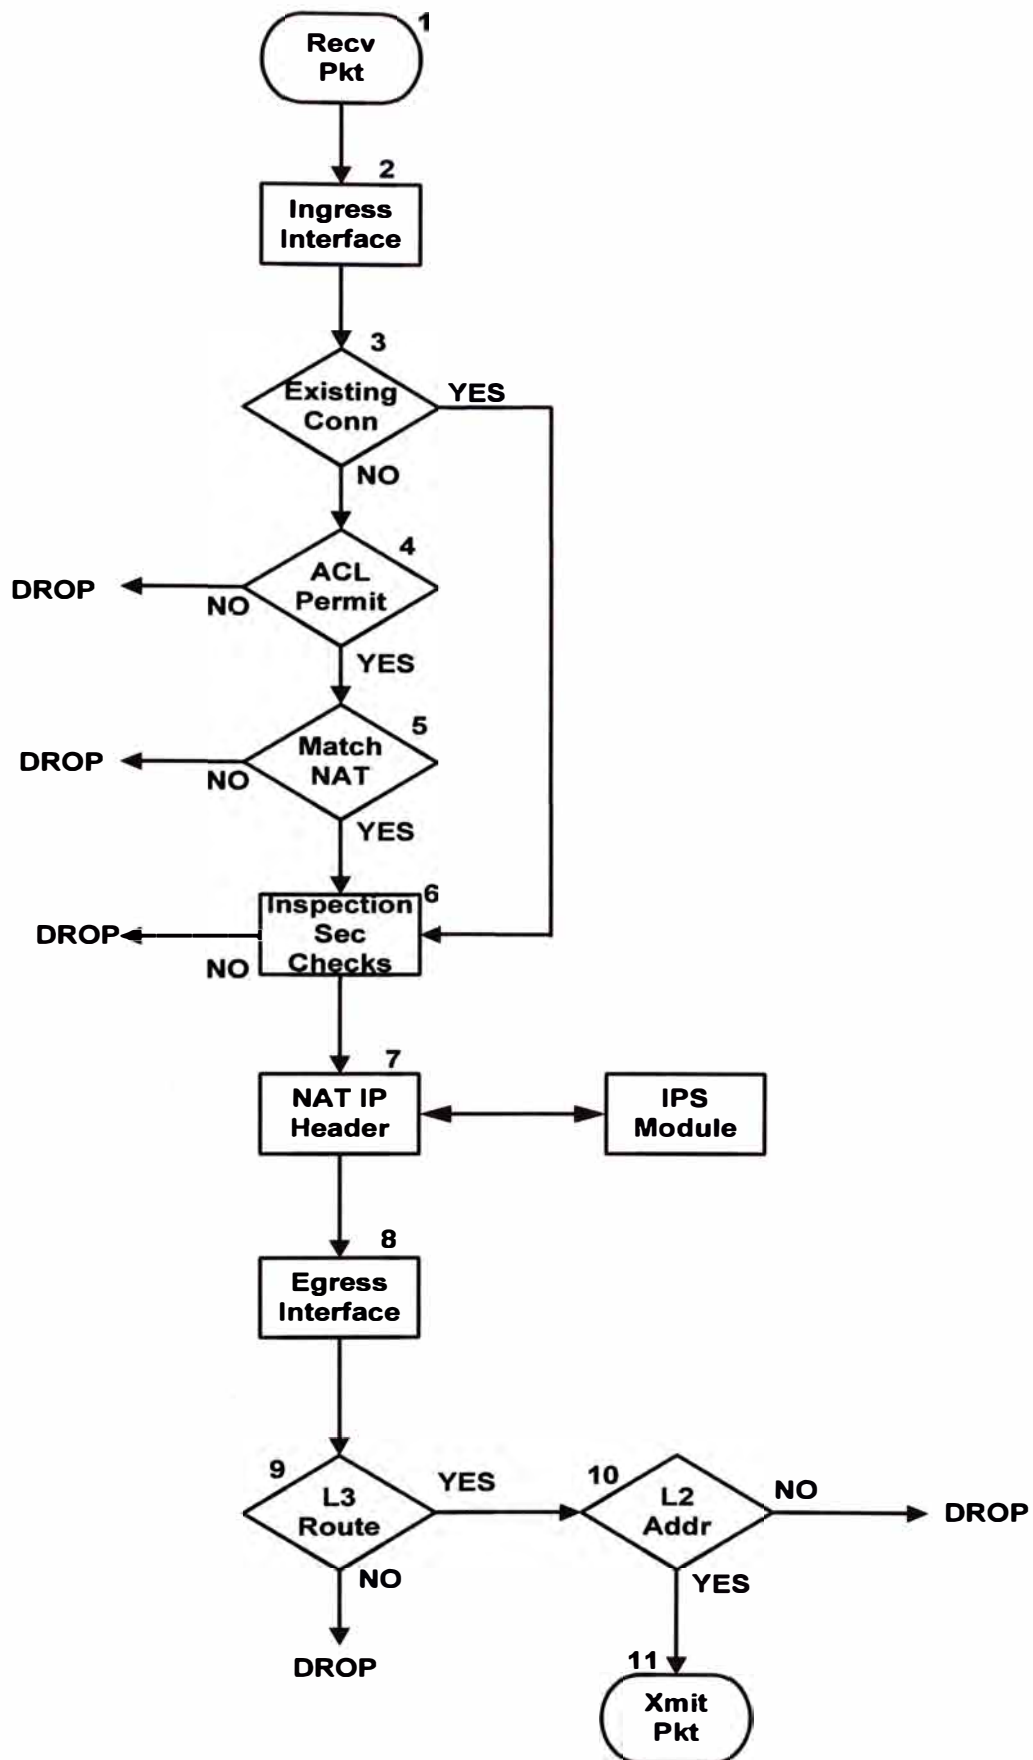 1
Recv
Pkt
2
Ingress
Interface
3
Existing
Conn
YES
NO
4
ACL
Permit
DROP
NO
YES
5
Match
NAT
DROP
NO
YES
6
Inspection
Sec
Checks
DROP
NO
7
NAT IP
Header
IPS
Module
8
Egress
Interface
9
L3
Route
YES
10
L2
Addr
NO
DROP
NO
YES
DROP
11
Xmit
Pkt